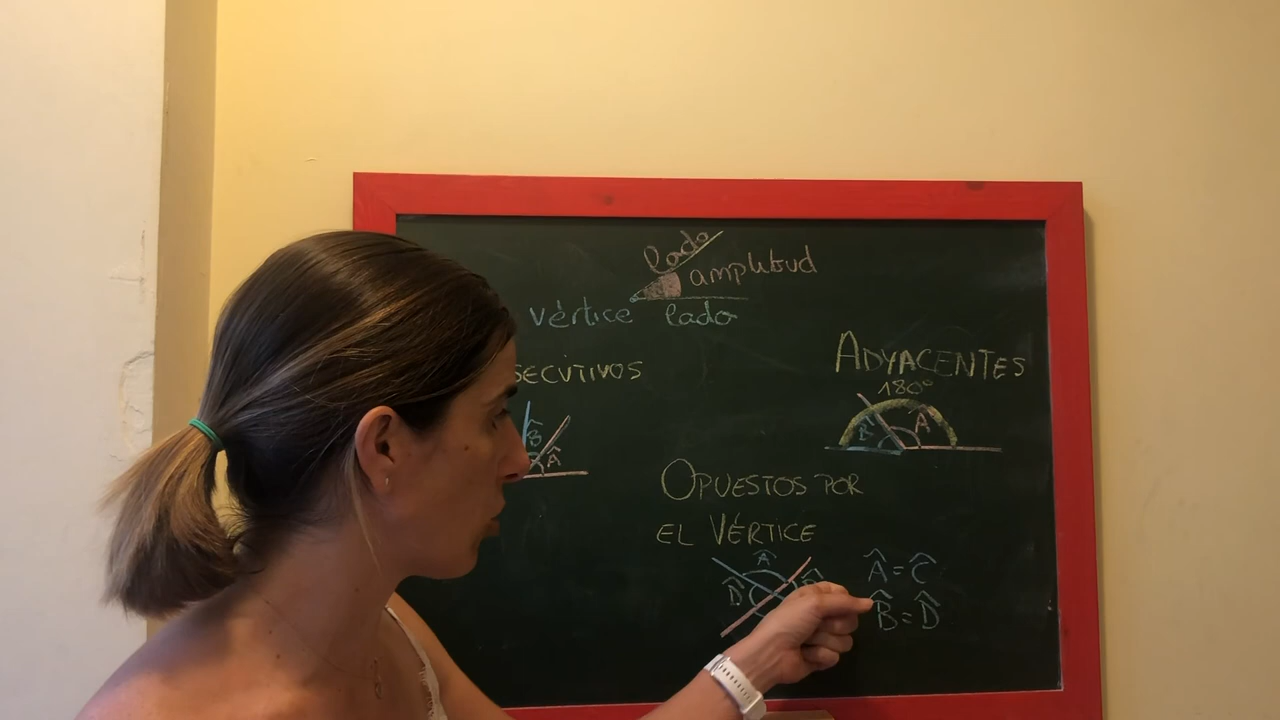 lado
amplitud
vértice lado
SECUTIVOS
ADYACENTES
180°
B̂ Â
B̂ Â
OPUESTOS POR
EL VÉRTICE
Â
D̂
Â=Ĉ
B̂=D̂